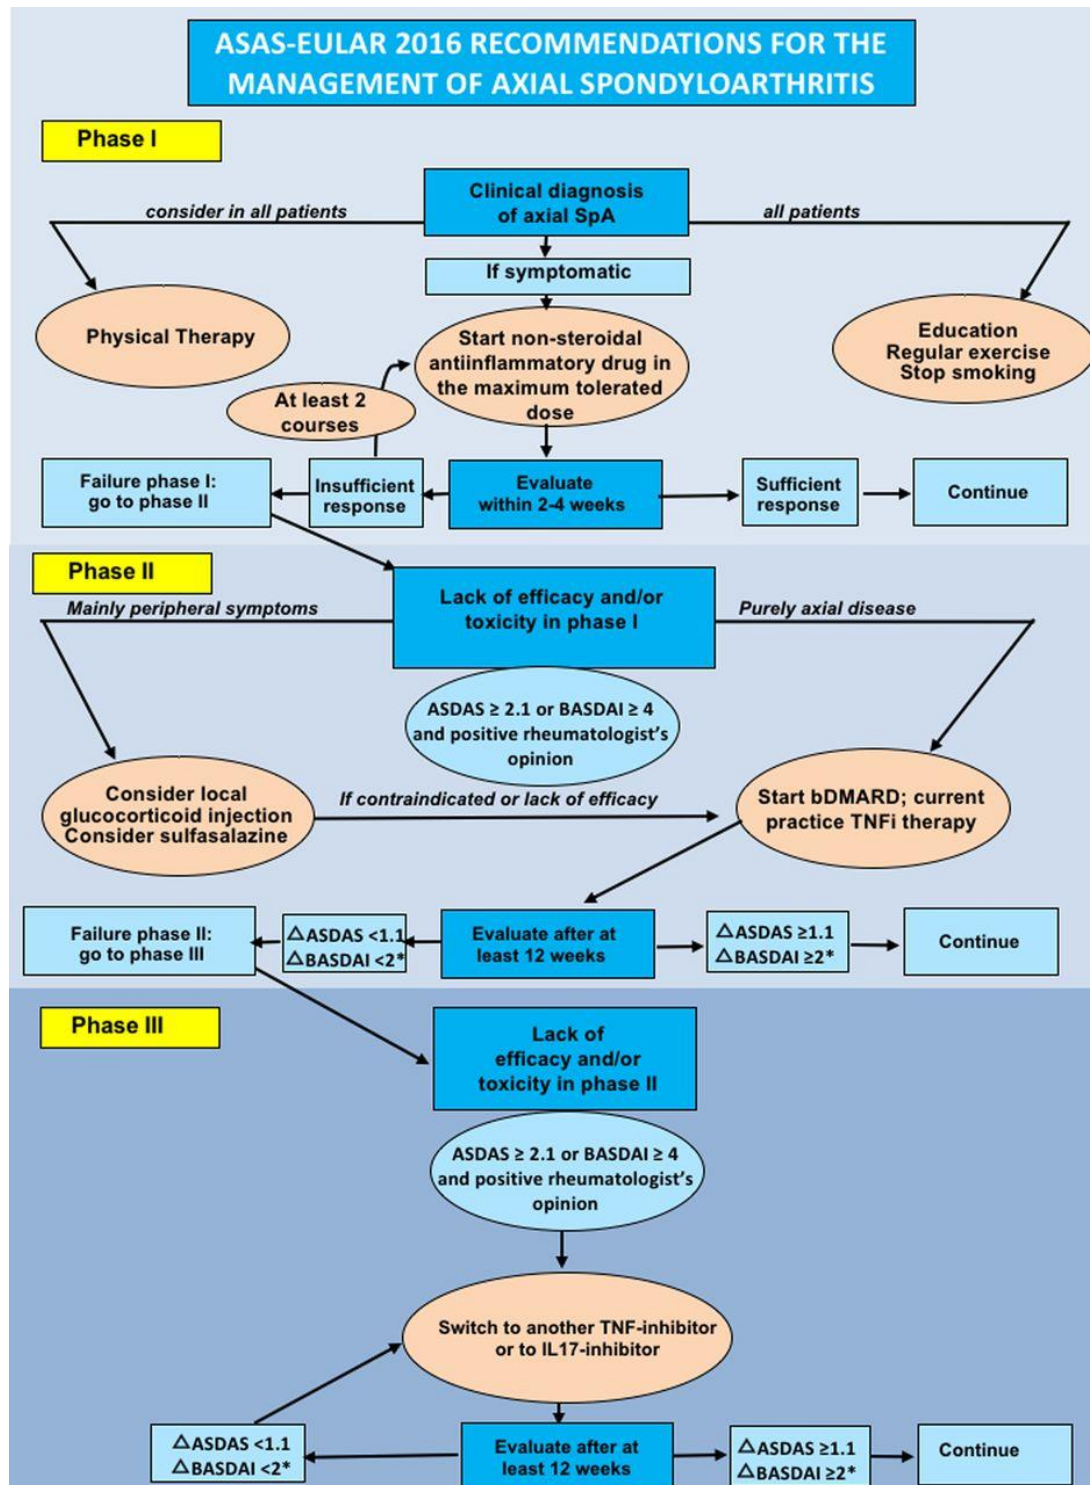 ASAS-EULAR 2016 RECOMMENDATIONS FOR THE
MANAGEMENT OF AXIAL SPONDYLOARTHRITIS
Phase I
Clinical diagnosis
of axial SpA
consider in all patients
all patients
If symptomatic
Physical Therapy
Start non-steroidal
antiinflammatory drug in
the maximum tolerated
dose
Education
Regular exercise
Stop smoking
At least 2
courses
Failure phase I:
go to phase II
Insufficient
response
Evaluate
within 2-4 weeks
Sufficient
response
Continue
Phase II
Mainly peripheral symptoms
Lack of efficacy and/or
toxicity in phase I
Purely axial disease
ASDAS ≥ 2.1 or BASDAI ≥ 4
and positive rheumatologist's
opinion
Consider local
glucocorticoid injection
Consider sulfasalazine
If contraindicated or lack of efficacy
Start bDMARD; current
practice TNFi therapy
Failure phase II:
go to phase III
△ASDAS <1.1
△BASDAI <2*
Evaluate after at
least 12 weeks
△ASDAS ≥1.1
△BASDAI ≥2*
Continue
Phase III
Lack of
efficacy and/or
toxicity in phase II
ASDAS ≥ 2.1 or BASDAI ≥ 4
and positive rheumatologist's
opinion
Switch to another TNF-inhibitor
or to IL17-inhibitor
△ASDAS <1.1
△BASDAI <2*
Evaluate after at
least 12 weeks
△ASDAS ≥1.1
△BASDAI ≥2*
Continue